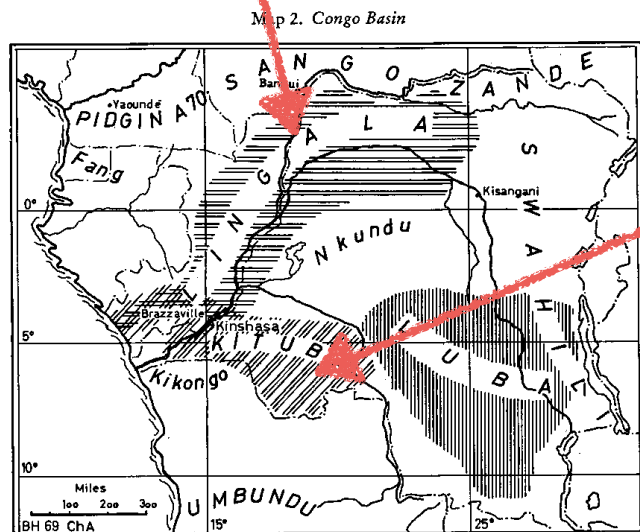 Map 2. Congo Basin
SANGO
ZANDE
Bangui
Yaoundé
PIDGIN A70
Fang
LINGALA
SWAHILI
Kisangani
0°
Nkundu
Brazzaville
Kinshasa
5°
KITUB
LUBA
Kikongo
10°
Miles
100 200 300
UMBUNDU
BH 69 ChA
15°
25°